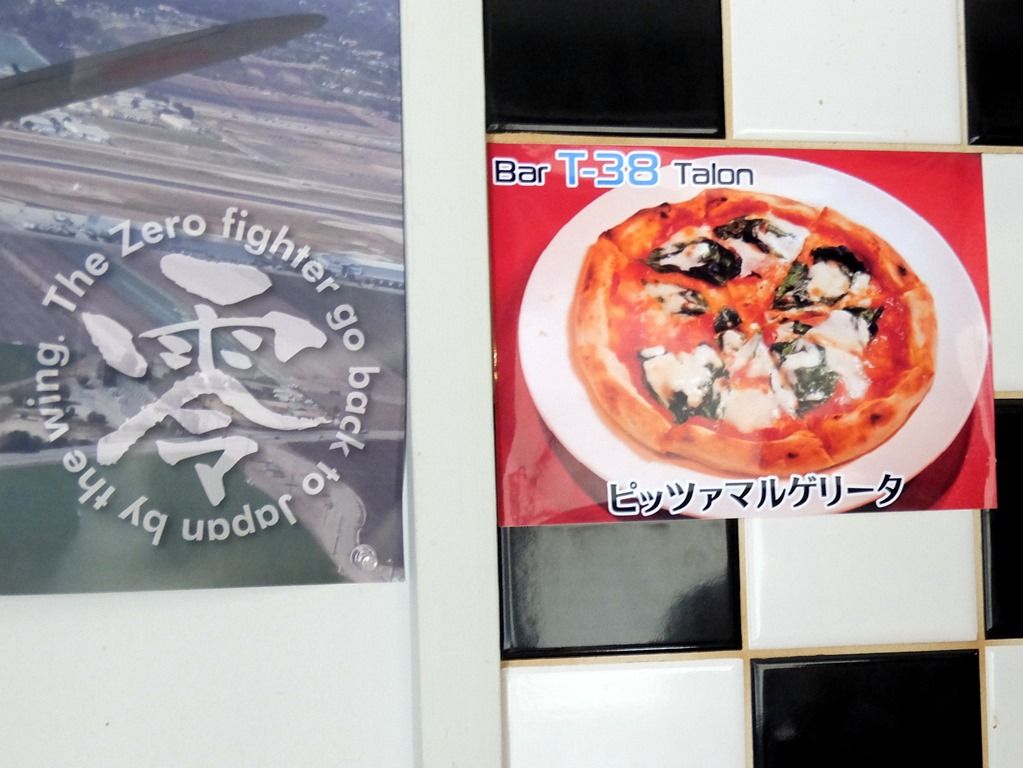 The Zero fighter go back to Japan by the wing.
零
Bar T-38 Talon
ピッツァマルゲリータ